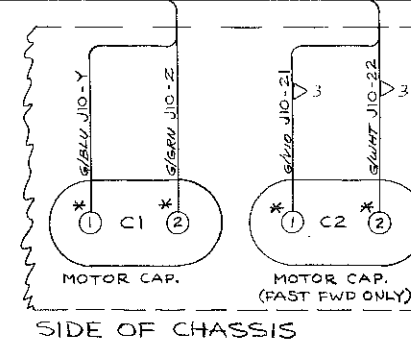 G/BLU J10-Y
G/GRN J10-Z
G/VIO J10-21
3
G/WHT J10-22
3
* 1 C1 * 2
* 1 C2 * 2
MOTOR CAP.
MOTOR CAP.
(FAST FWD ONLY)
SIDE OF CHASSIS